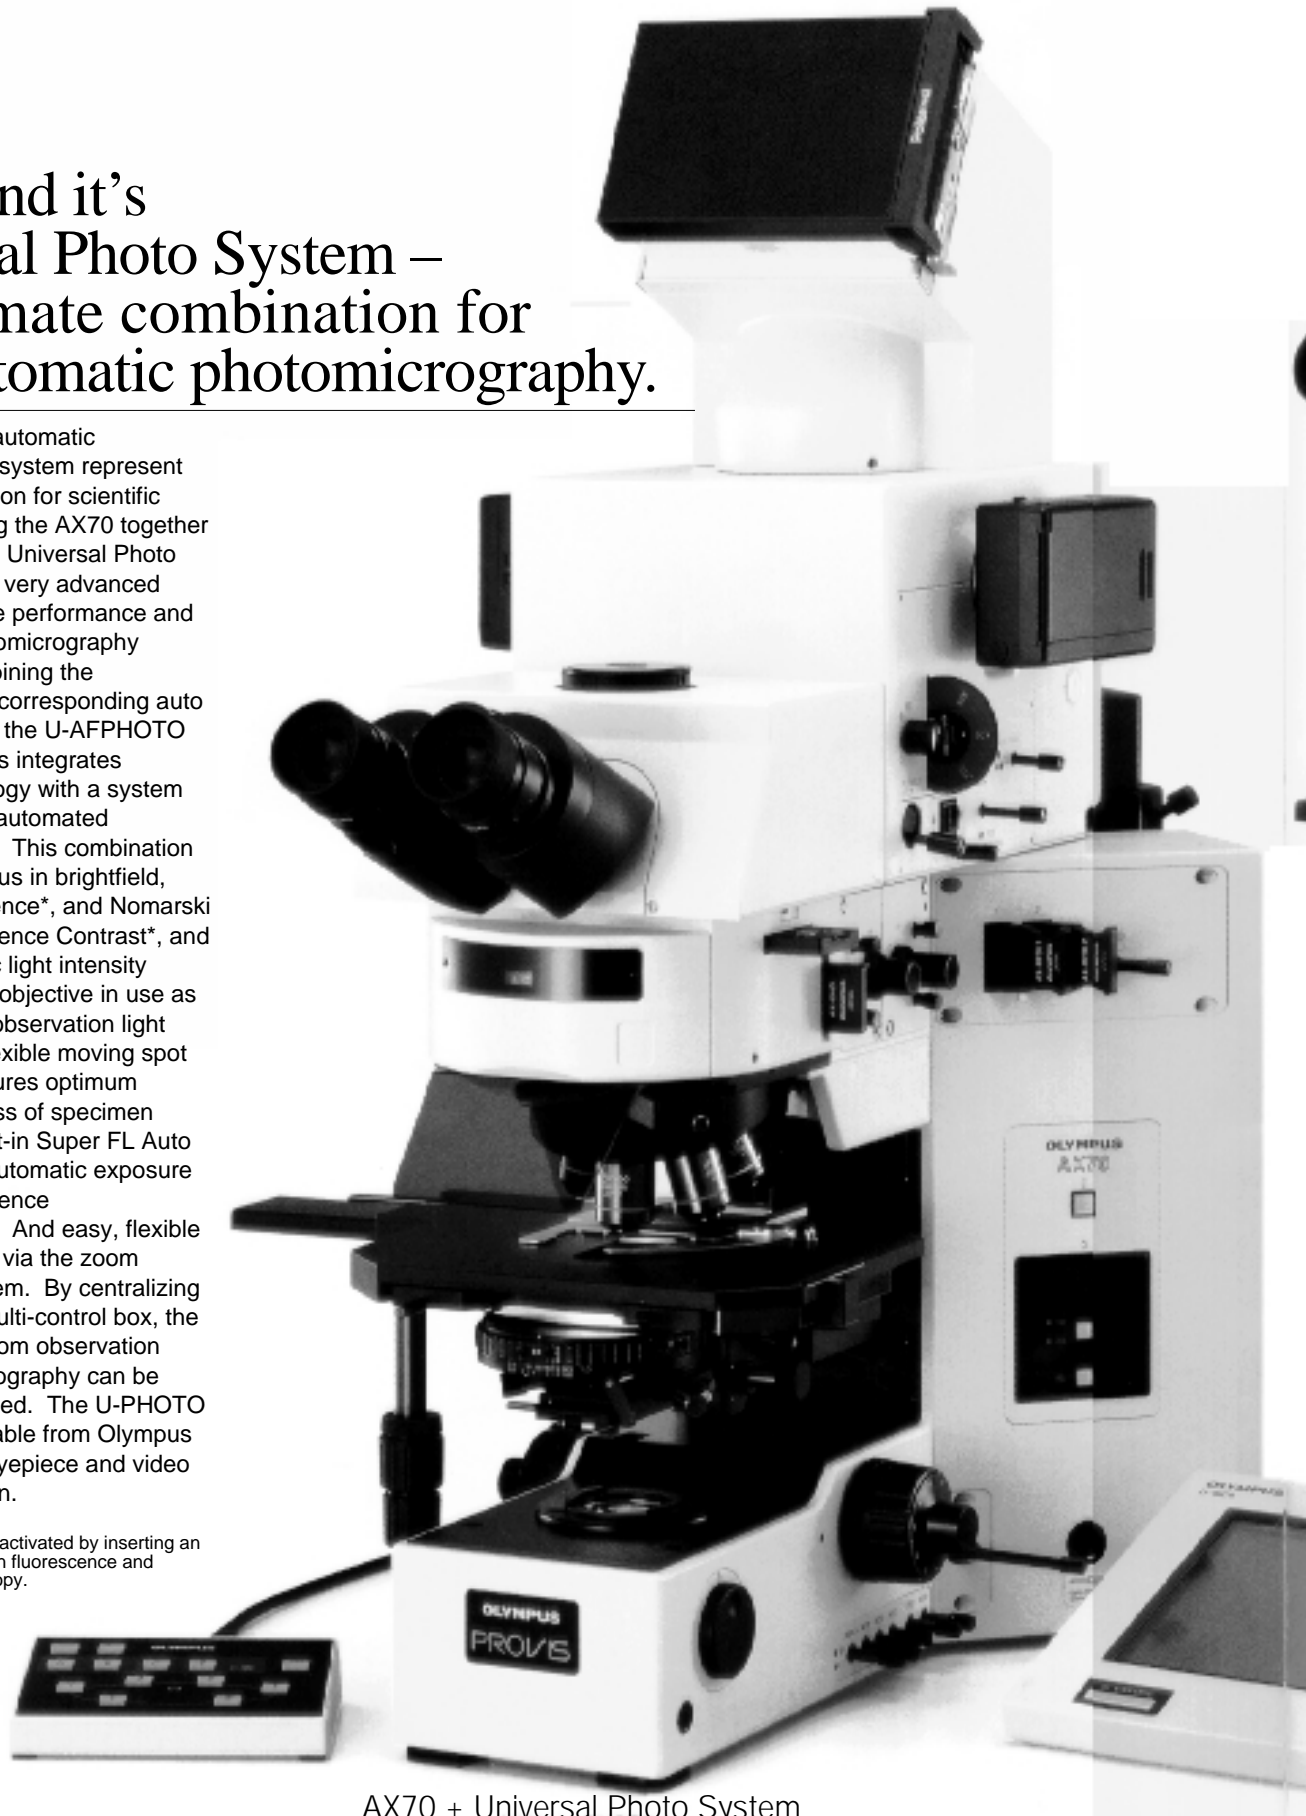 nd it’s
al Photo System –
mate combination for
tomatic photomicrography.
automatic
system represent
on for scientific
g the AX70 together
Universal Photo
very advanced
e performance and
omicrography
bining the
corresponding auto
the U-AFPHOTO
s integrates
ogy with a system
automated
This combination
us in brightfield,
ence*, and Nomarski
ence Contrast*, and
c light intensity
objective in use as
observation light
exible moving spot
ures optimum
ss of specimen
t-in Super FL Auto
utomatic exposure
ence
And easy, flexible
via the zoom
em. By centralizing
ulti-control box, the
om observation
ography can be
ed. The U-PHOTO
able from Olympus
yepiece and video
n.
activated by inserting an
n fluorescence and
opy.
Polaroid
OLYMPUS
AX70
OLYMPUS
OLYMPUS
PROVIS
AX70 + Universal Photo System